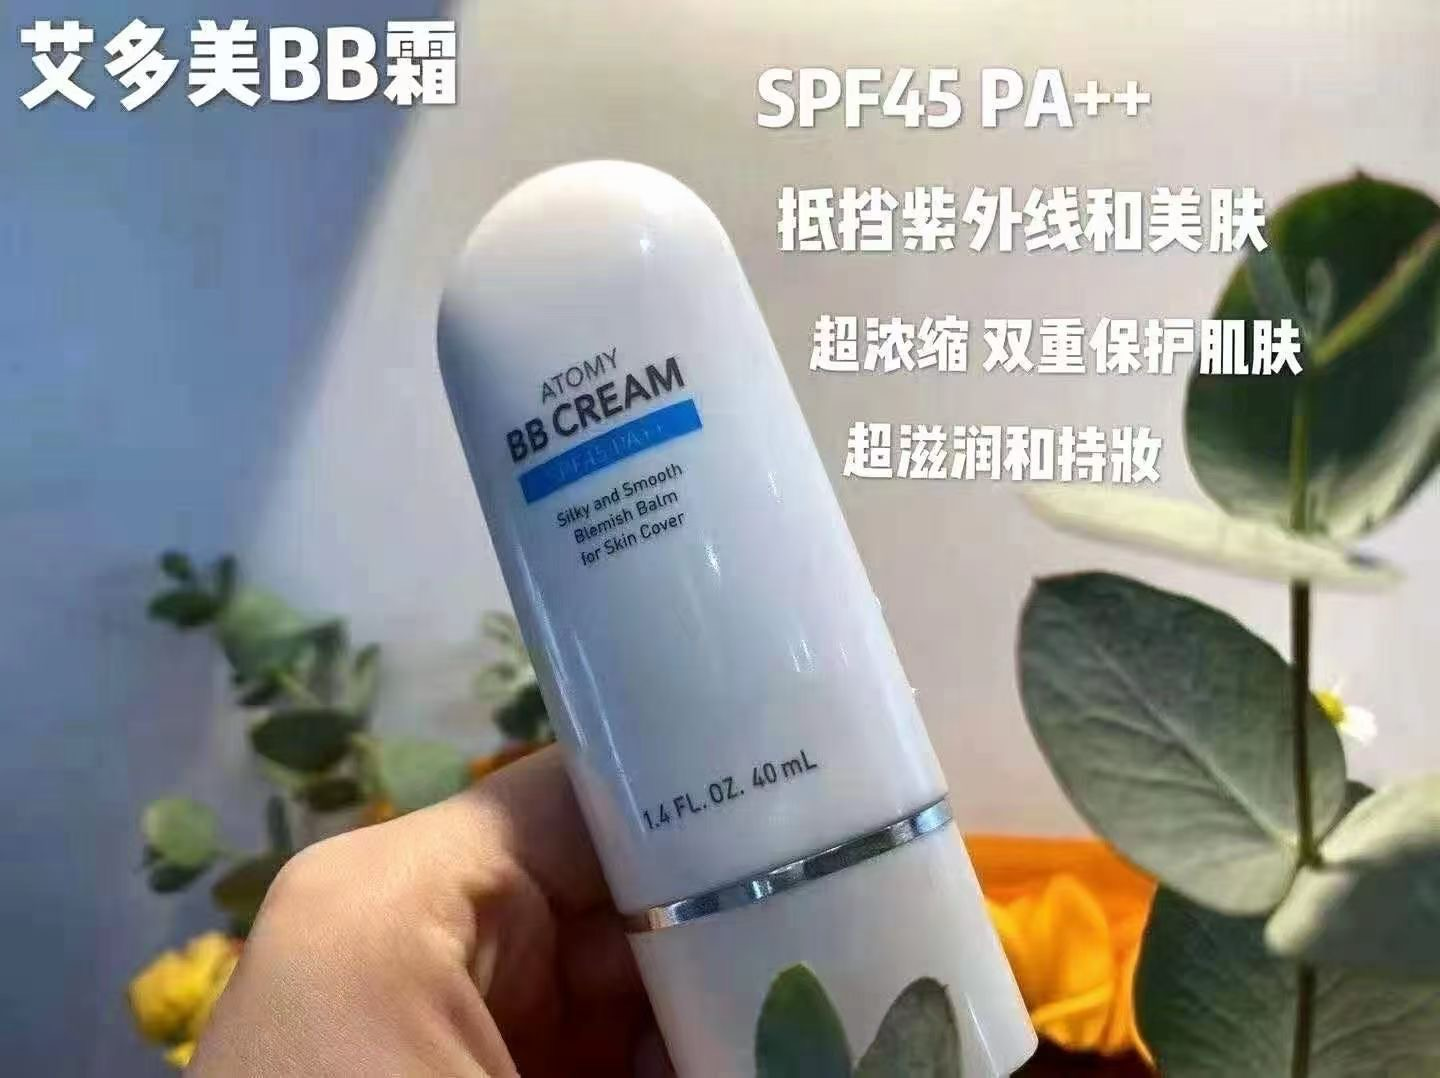 艾多美BB霜
SPF45 PA++
抵挡紫外线和美肤
超浓缩 双重保护肌肤
超滋润和持妆
ATOMY
BB CREAM
SPF45 PA++
Silky and Smooth
Blemish Balm
for Skin Cover
1.4 FL. OZ. 40 mL